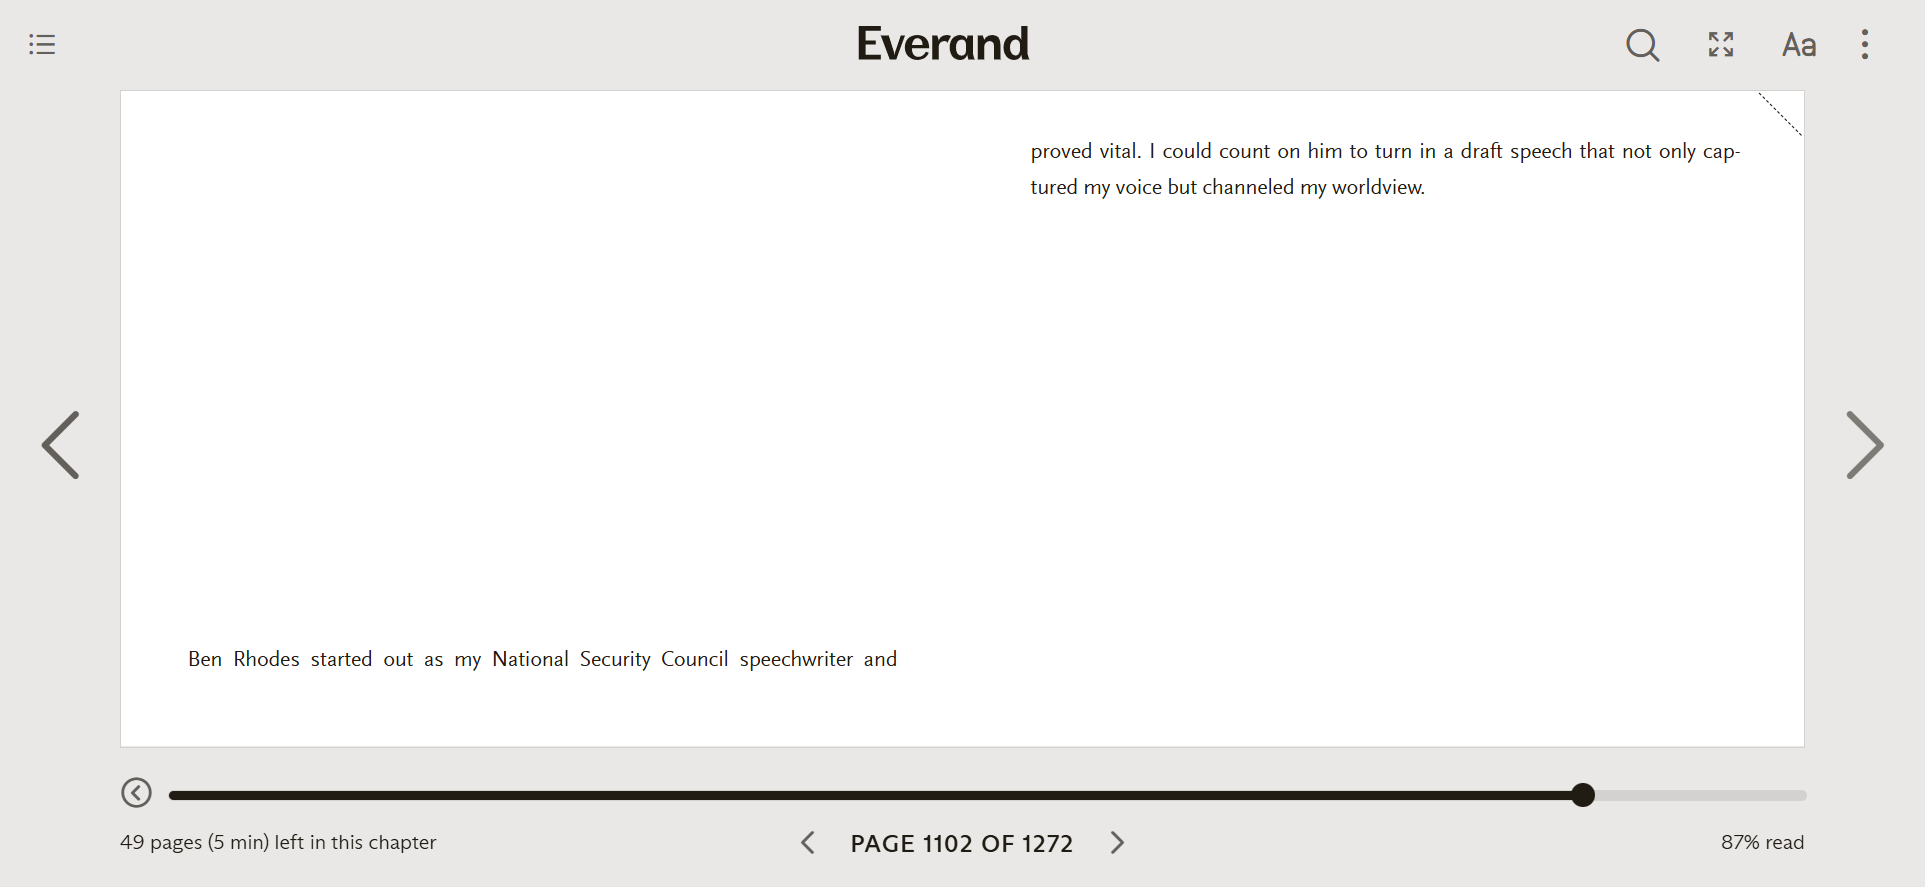 Everand
Aa
Ben Rhodes started out as my National Security Council speechwriter and
proved vital. I could count on him to turn in a draft speech that not only cap-
tured my voice but channeled my worldview.
49 pages (5 min) left in this chapter
PAGE 1102 OF 1272
87% read